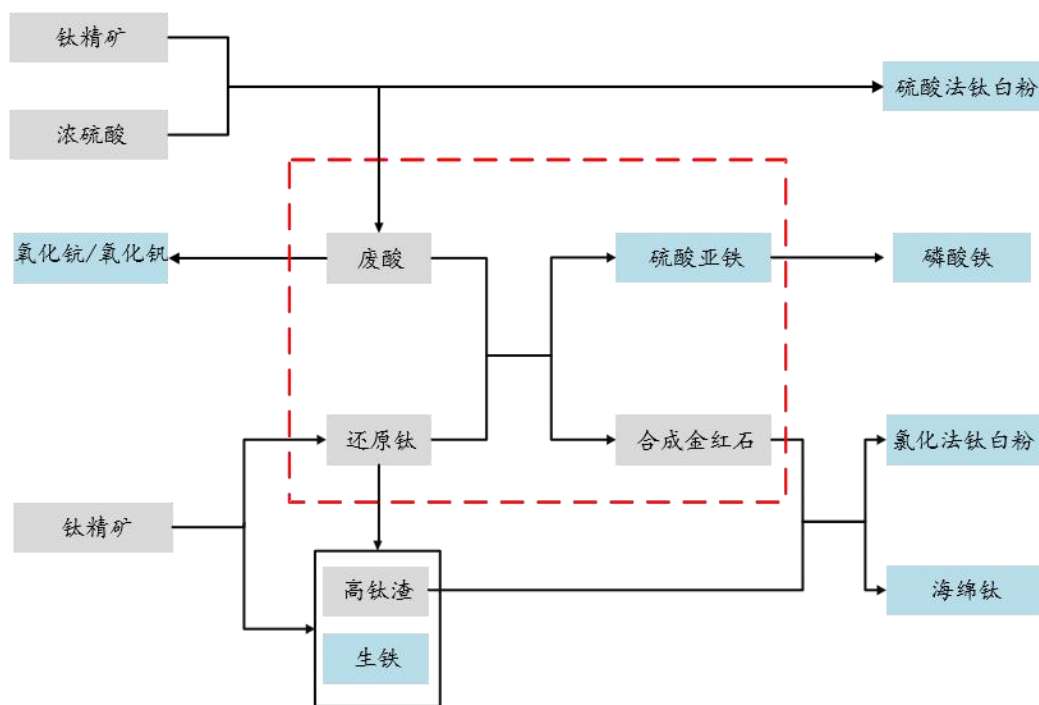 钛精矿
硫酸法钛白粉
浓硫酸
氧化钪/氧化钒
废酸
硫酸亚铁
磷酸铁
还原钛
合成金红石
氯化法钛白粉
钛精矿
高钛渣
海绵钛
生铁